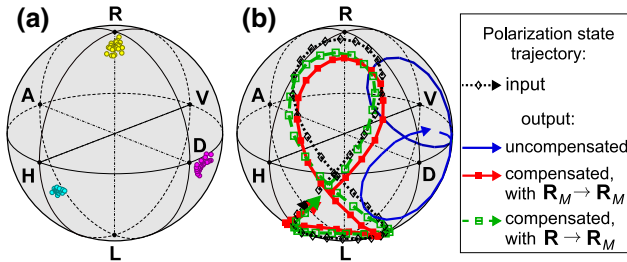 (a)
R
A
V
H
D
L
(b)
R
A
V
H
D
L
Polarization state
trajectory:
input
output:
uncompensated
compensated,
with R_M → R_M
compensated,
with R → R_M